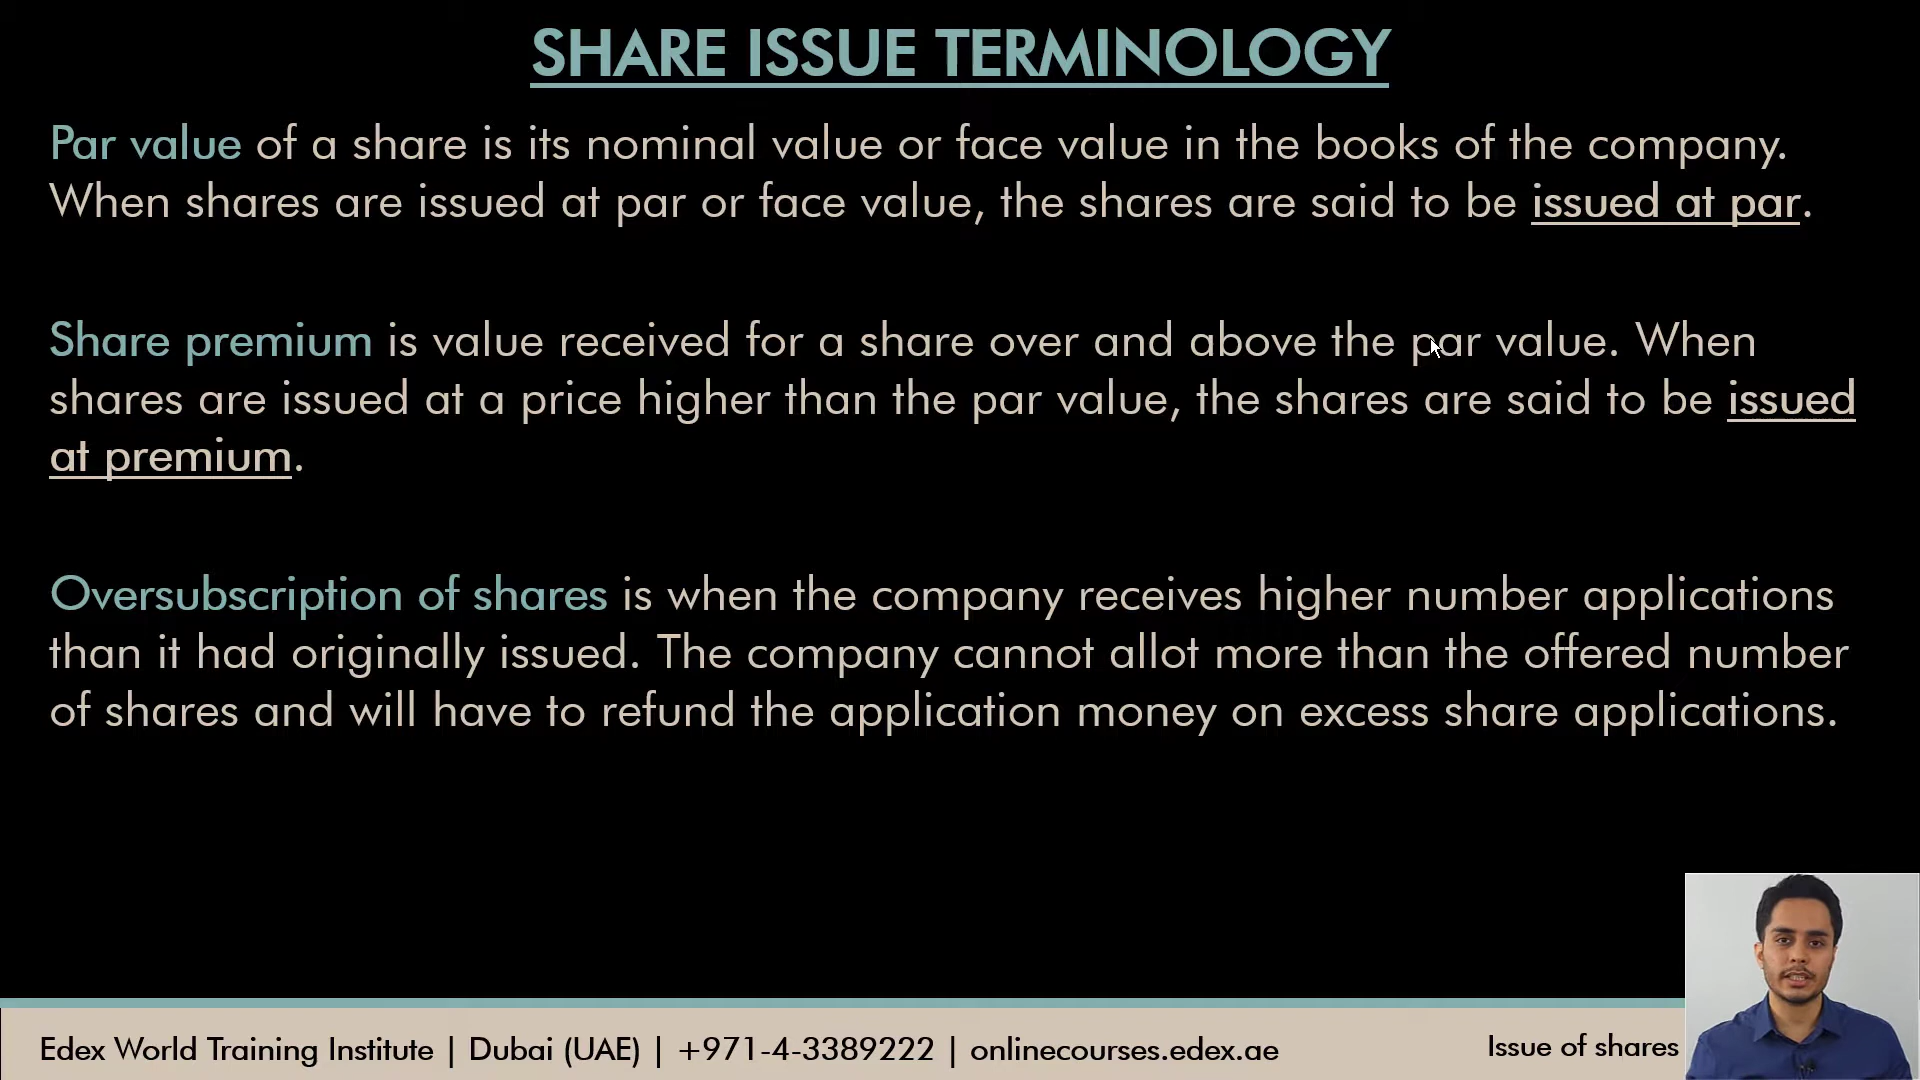 SHARE ISSUE TERMINOLOGY
Par value of a share is its nominal value or face value in the books of the company.
When shares are issued at par or face value, the shares are said to be issued at par.
Share premium is value received for a share over and above the par value. When
shares are issued at a price higher than the par value, the shares are said to be issued
at premium.
Oversubscription of shares is when the company receives higher number applications
than it had originally issued. The company cannot allot more than the offered number
of shares and will have to refund the application money on excess share applications.
Edex World Training Institute | Dubai (UAE) | +971-4-3389222 | onlinecourses.edex.ae
Issue of shares